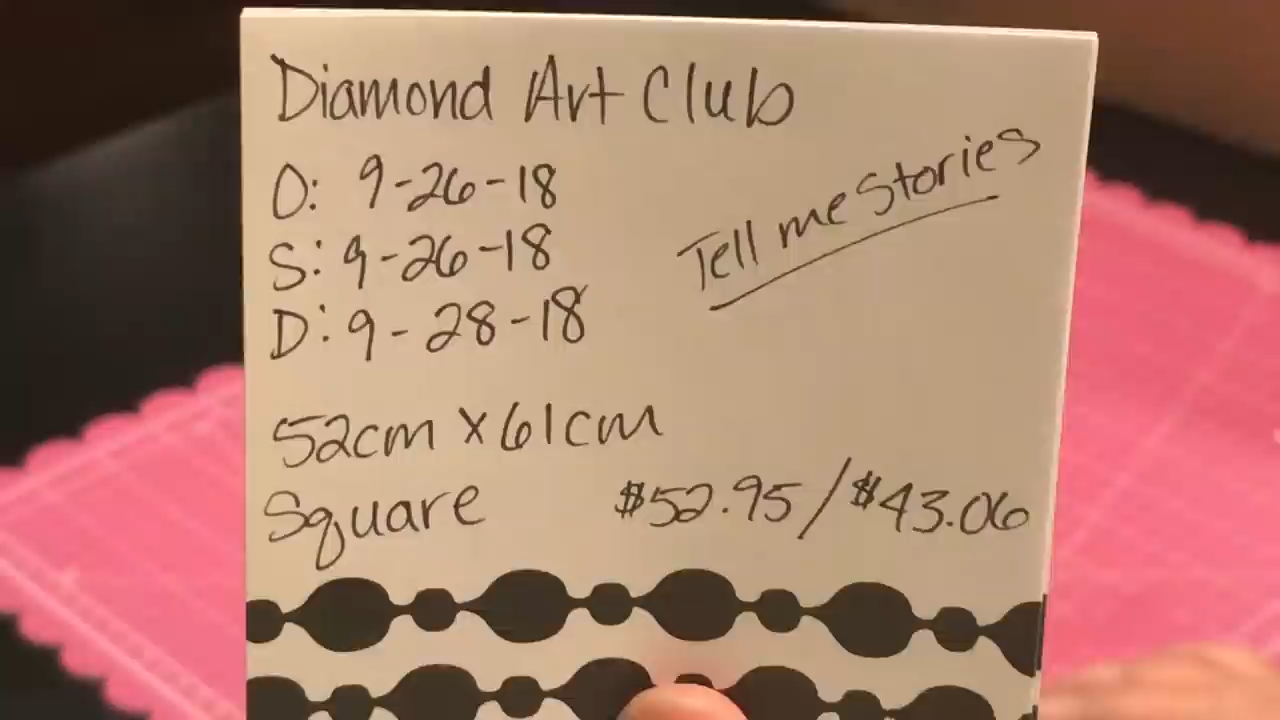 Diamond Art Club
O: 9-26-18
S: 9-26-18
D: 9-28-18
Tell me Stories
52cm x 61cm
Square
$52.95/$43.06